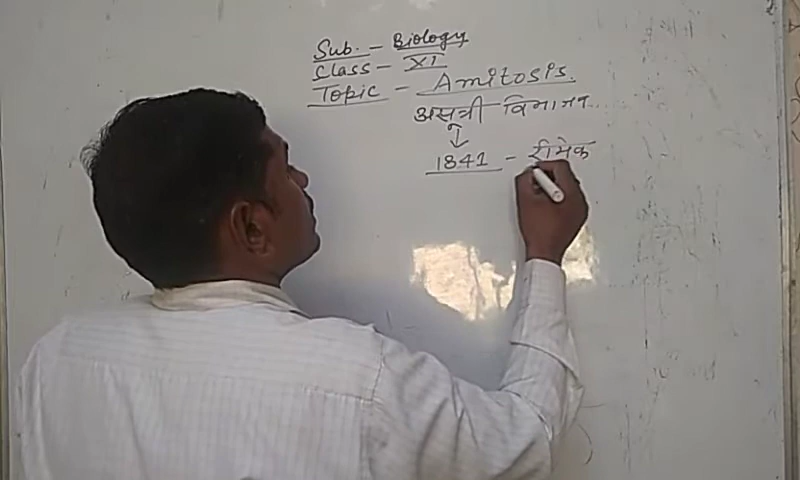 Sub. - Biology
Class - XI
Topic - Amitosis.
असूत्री विभाजन..
1841 - रीमेक